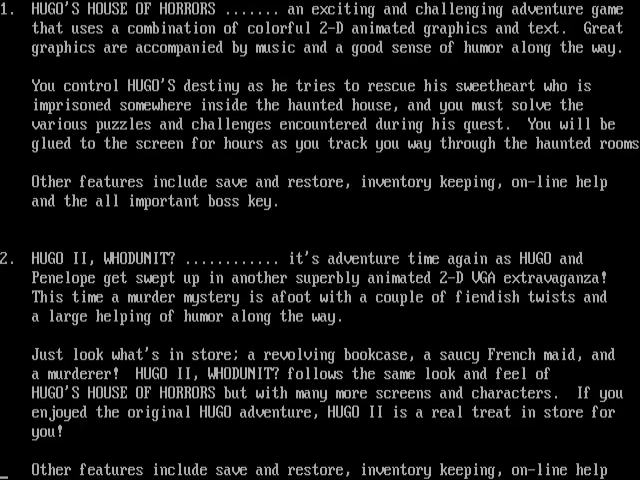 1. HUGO'S HOUSE OF HORRORS ....... an exciting and challenging adventure game
that uses a combination of colorful 2-D animated graphics and text. Great
graphics are accompanied by music and a good sense of humor along the way.
You control HUGO'S destiny as he tries to rescue his sweetheart who is
imprisoned somewhere inside the haunted house, and you must solve the
various puzzles and challenges encountered during his quest. You will be
glued to the screen for hours as you track you way through the haunted rooms
Other features include save and restore, inventory keeping, on-line help
and the all important boss key.
2. HUGO II, WHODUNIT? ............ it's adventure time again as HUGO and
Penelope get swept up in another superbly animated 2-D VGA extravaganza!
This time a murder mystery is afoot with a couple of fiendish twists and
a large helping of humor along the way.
Just look what's in store; a revolving bookcase, a saucy French maid, and
a murderer! HUGO II, WHODUNIT? follows the same look and feel of
HUGO'S HOUSE OF HORRORS but with many more screens and characters. If you
enjoyed the original HUGO adventure, HUGO II is a real treat in store for
you!
Other features include save and restore, inventory keeping, on-line help